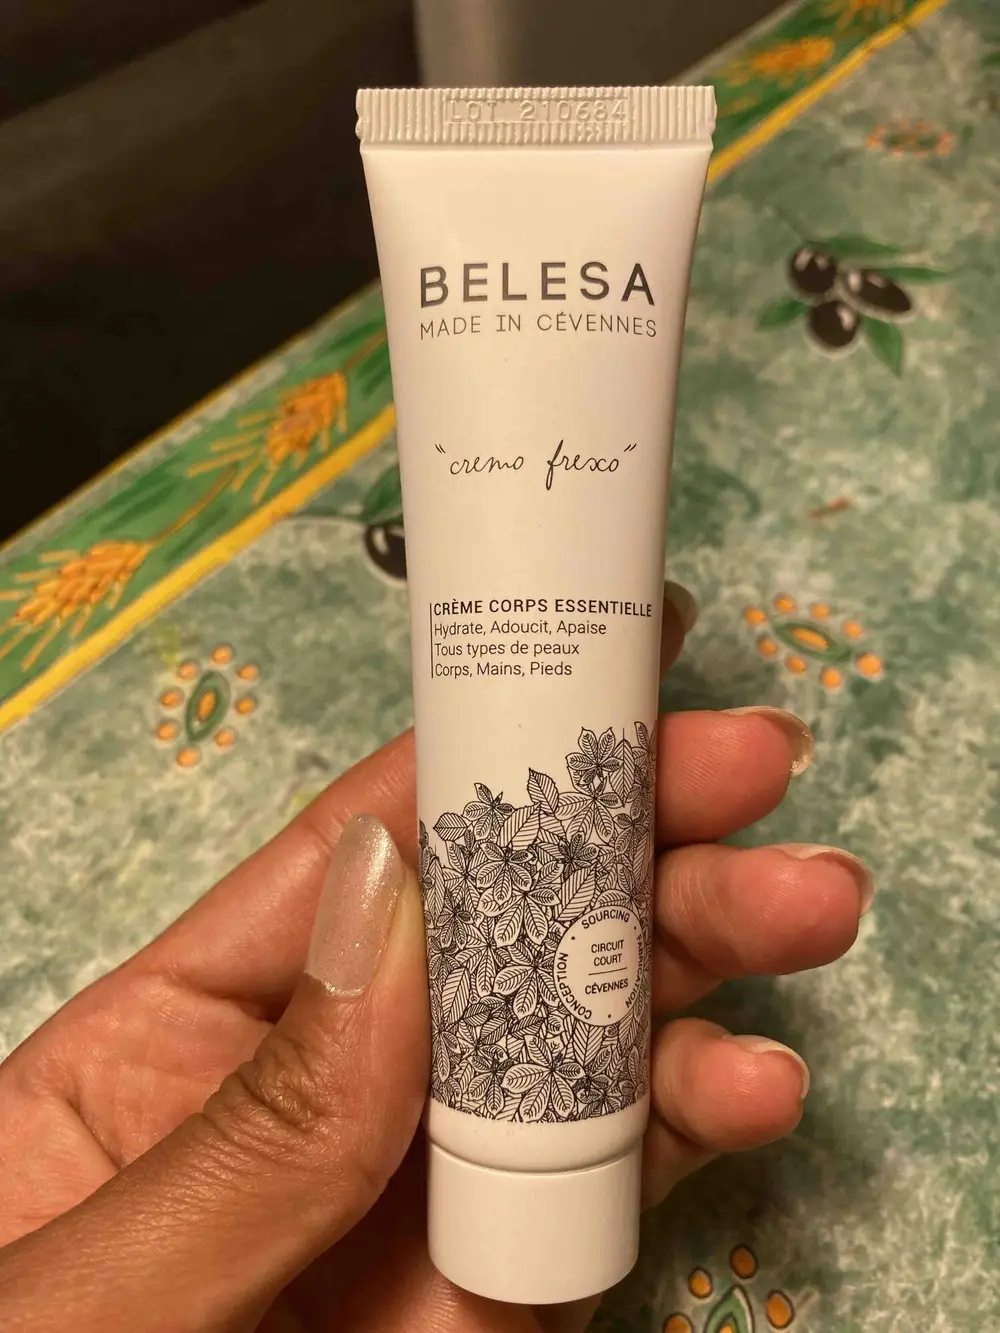 LOT 210684
BELESA
MADE IN CÉVENNES
"cremo fresco"
CRÈME CORPS ESSENTIELLE
Hydrate, Adoucit, Apaise
Tous types de peaux
Corps, Mains, Pieds
CONCEPTION · SOURCING · FABRICATION ·
CIRCUIT
COURT
CÉVENNES